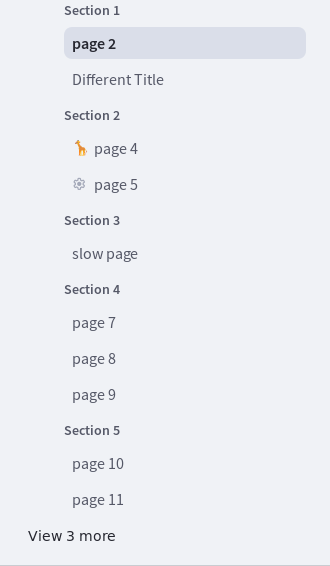 Section 1
page 2
Different Title
Section 2
page 4
page 5
Section 3
slow page
Section 4
page 7
page 8
page 9
Section 5
page 10
page 11
View 3 more